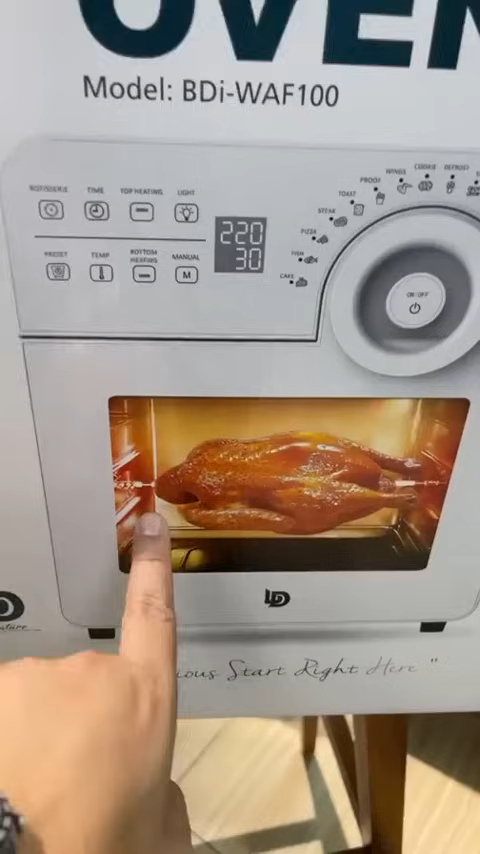 OVEN
Model: BDi-WAF100
ROTISSERIE TIME TOP HEATING LIGHT
PRESET TEMP BOTTOM HEATING MANUAL
M
220
30
CAKE
FISH
PIZZA
STEAK
TOAST
PROOF
WINGS
COOKIE
ON/OFF
ious Start Right Here "